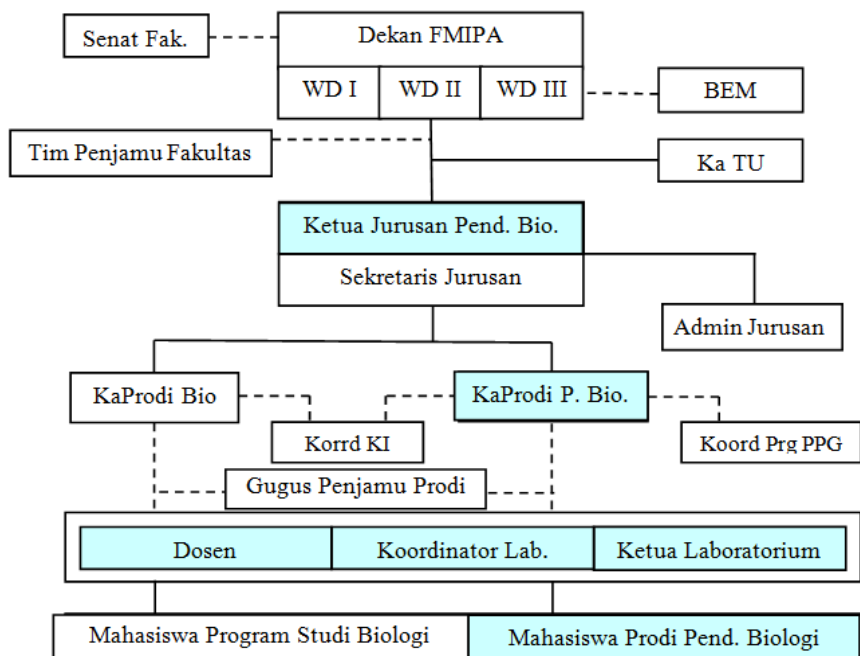 Senat Fak.
Dekan FMIPA
WD I
WD II
WD III
BEM
Tim Penjamu Fakultas
Ka TU
Ketua Jurusan Pend. Bio.
Sekretaris Jurusan
Admin Jurusan
KaProdi Bio
KaProdi P. Bio.
Korrd KI
Koord Prg PPG
Gugus Penjamu Prodi
Dosen
Koordinator Lab.
Ketua Laboratorium
Mahasiswa Program Studi Biologi
Mahasiswa Prodi Pend. Biologi